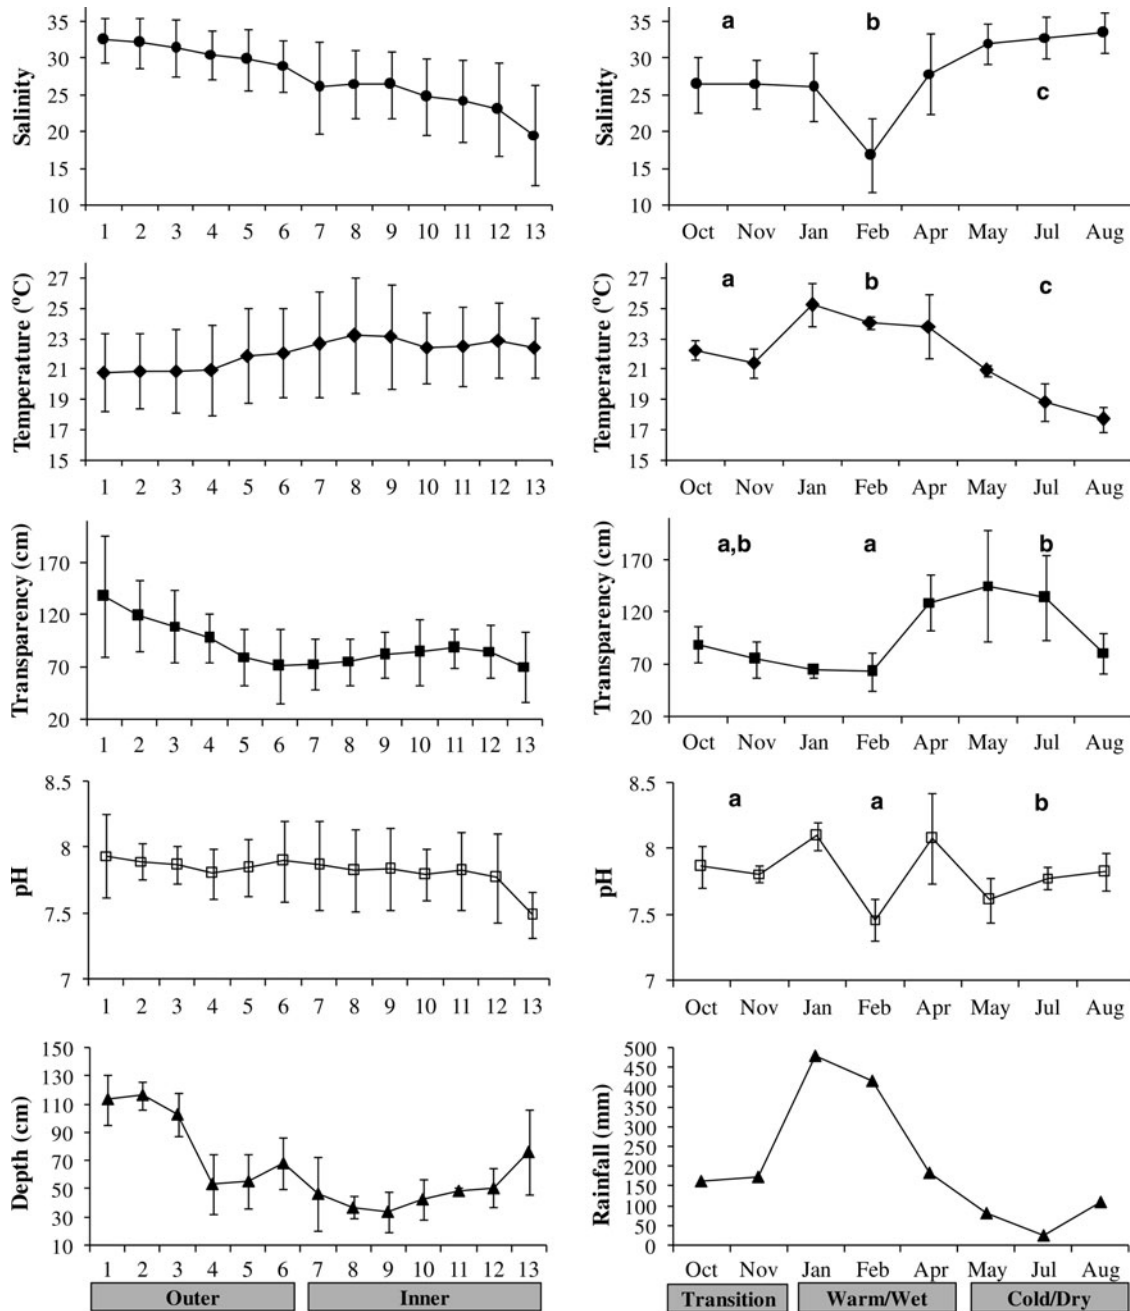 Salinity
35
30
25
20
15
10
1 2 3 4 5 6 7 8 9 10 11 12 13
Salinity
35
30
25
20
15
10
a b
c
Oct Nov Jan Feb Apr May Jul Aug
Temperature (ºC)
27
25
23
21
19
17
15
1 2 3 4 5 6 7 8 9 10 11 12 13
Temperature (ºC)
27
25
23
21
19
17
15
a b c
Oct Nov Jan Feb Apr May Jul Aug
Transparency (cm)
170
120
70
20
1 2 3 4 5 6 7 8 9 10 11 12 13
Transparency (cm)
170
120
70
20
a,b a b
Oct Nov Jan Feb Apr May Jul Aug
pH
8.5
8
7.5
7
1 2 3 4 5 6 7 8 9 10 11 12 13
pH
8.5
8
7.5
7
a a b
Oct Nov Jan Feb Apr May Jul Aug
Depth (cm)
150
130
110
90
70
50
30
10
1 2 3 4 5 6 7 8 9 10 11 12 13
Outer Inner
Rainfall (mm)
500
450
400
350
300
250
200
150
100
50
0
Oct Nov Jan Feb Apr May Jul Aug
Transition Warm/Wet Cold/Dry